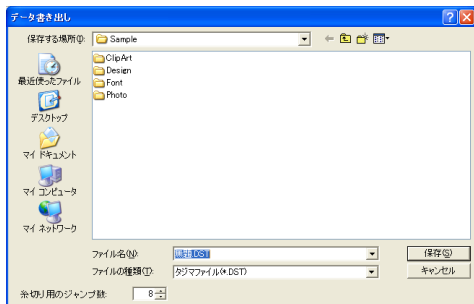 データ書き出し
保存する場所(I):
Sample
ClipArt
Design
Font
Photo
最近使ったファイル
デスクトップ
マイ ドキュメント
マイ コンピュータ
マイ ネットワーク
ファイル名(N):
.DST
保存(S)
ファイルの種類(T):
タジマファイル(*.DST)
キャンセル
糸切り用のジャンプ数:
8